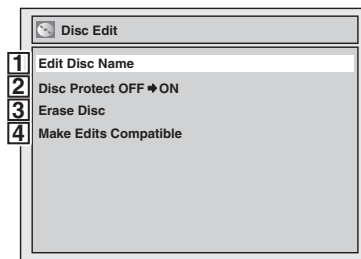 Disc Edit
1 Edit Disc Name
2 Disc Protect OFF ➡ ON
3 Erase Disc
4 Make Edits Compatible